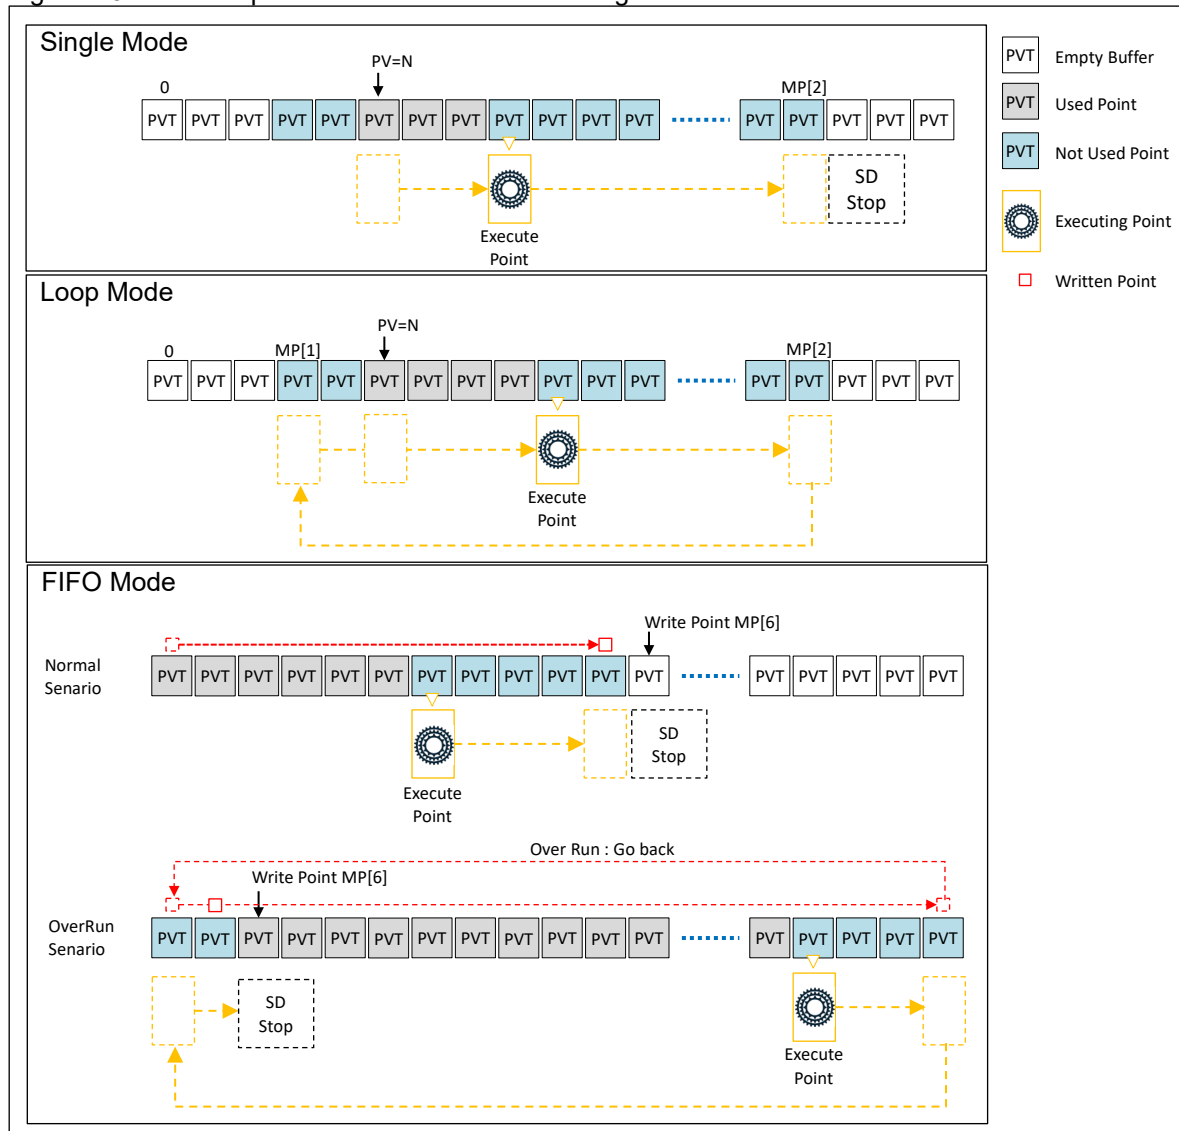 Single Mode
PV=N
0
MP[2]
PVT PVT PVT PVT PVT PVT PVT PVT PVT PVT PVT PVT PVT PVT PVT PVT PVT
SD
Stop
Execute
Point
Loop Mode
PV=N
0
MP[1]
MP[2]
PVT PVT PVT PVT PVT PVT PVT PVT PVT PVT PVT PVT PVT PVT PVT PVT PVT
Execute
Point
FIFO Mode
Write Point MP[6]
Normal
Senario
PVT PVT PVT PVT PVT PVT PVT PVT PVT PVT PVT PVT PVT PVT PVT PVT PVT
SD
Stop
Execute
Point
Over Run : Go back
Write Point MP[6]
OverRun
Senario
PVT PVT PVT PVT PVT PVT PVT PVT PVT PVT PVT PVT PVT PVT PVT PVT PVT
SD
Stop
Execute
Point
PVT Empty Buffer
PVT Used Point
PVT Not Used Point
Executing Point
Written Point